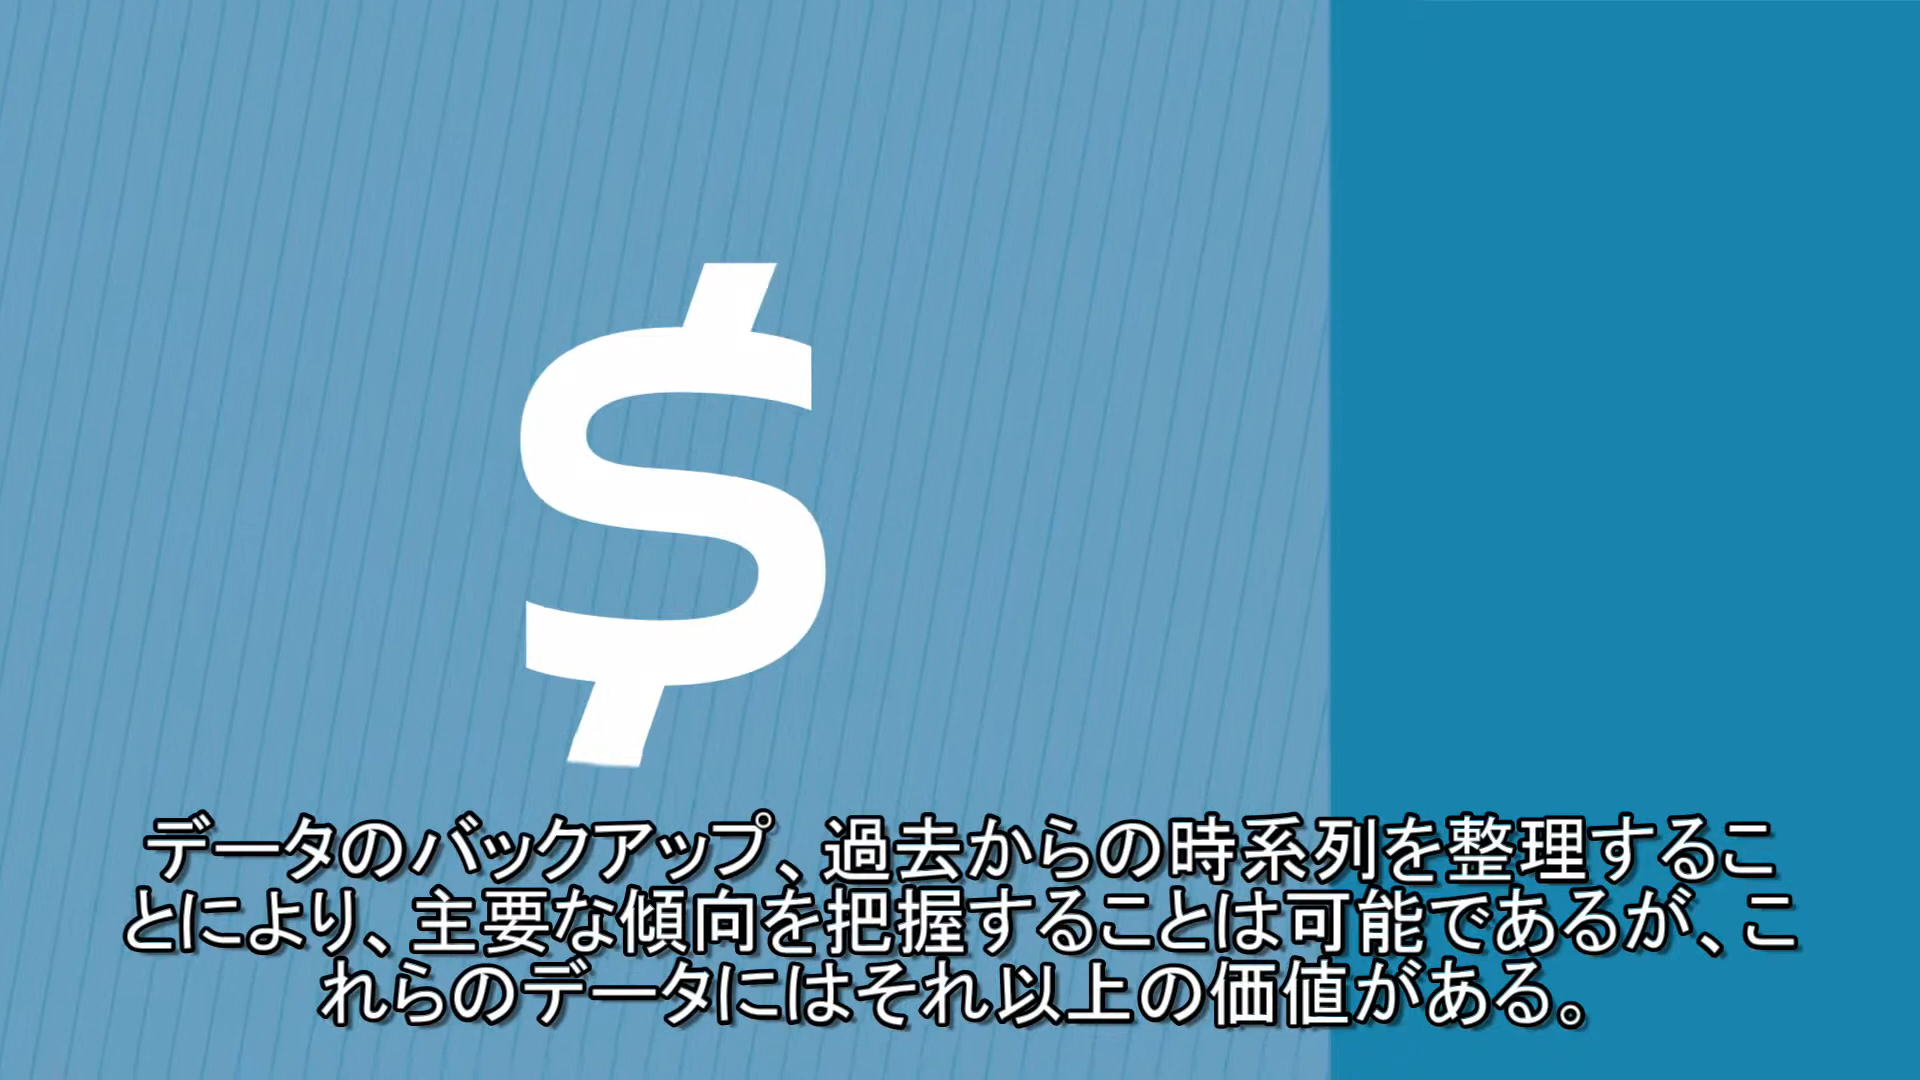 $
データのバックアップ、過去からの時系列を整理するこ
とにより、主要な傾向を把握することは可能であるが、こ
れらのデータにはそれ以上の価値がある。